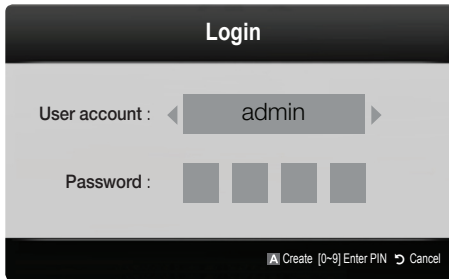 Login
User account : admin
Password :
A Create [0~9] Enter PIN Cancel